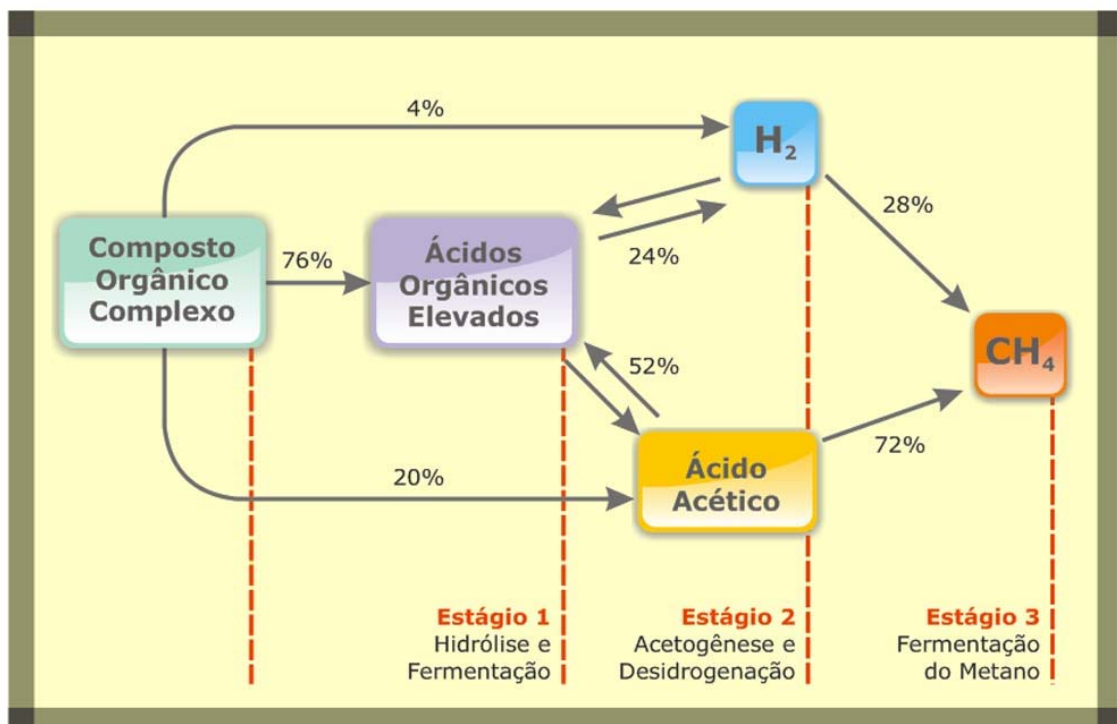 4%
H₂
28%
Composto
Orgânico
Complexo
76%
Ácidos
Orgânicos
Elevados
24%
CH₄
52%
72%
20%
Ácido
Acético
Estágio 1
Hidrólise e
Fermentação
Estágio 2
Acetogênese e
Desidrogenação
Estágio 3
Fermentação
do Metano